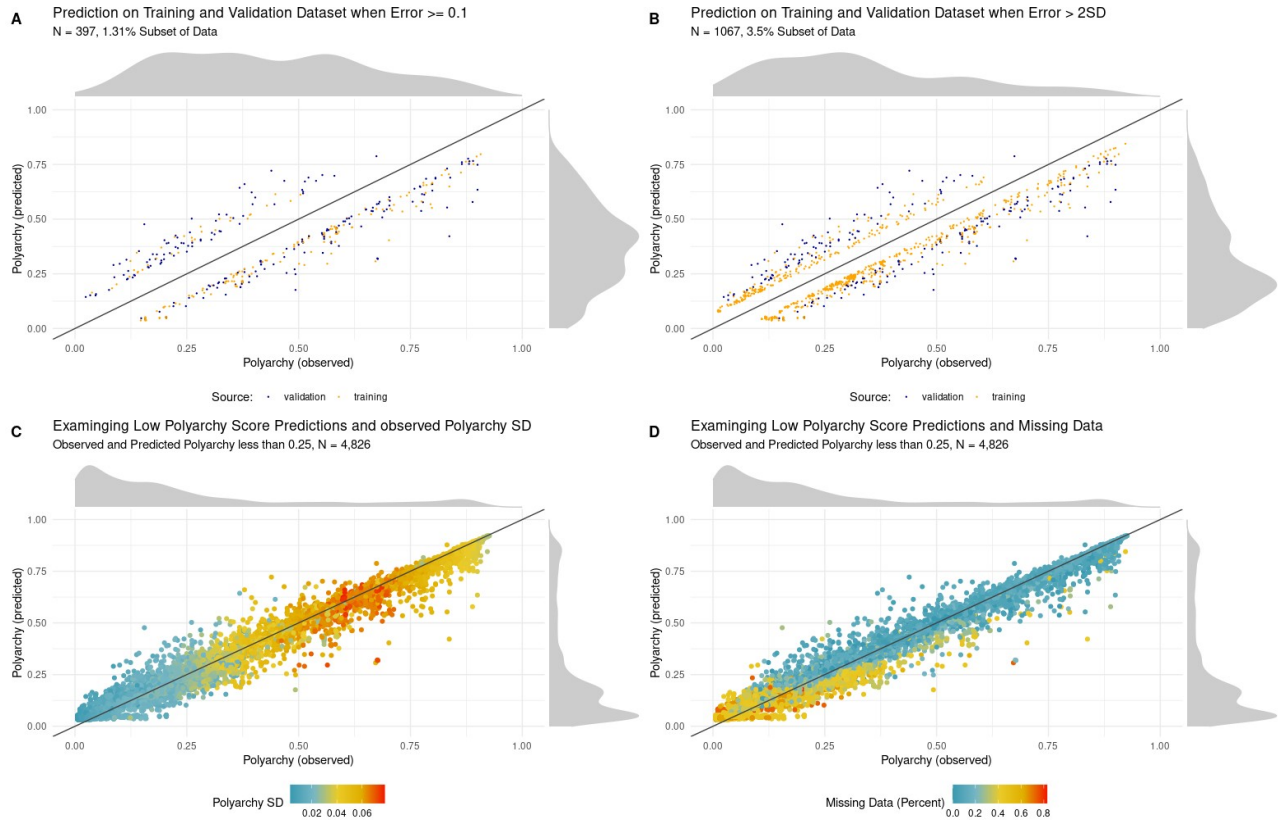 A
Prediction on Training and Validation Dataset when Error >= 0.1
N = 397, 1.31% Subset of Data
1.00
0.75
0.50
0.25
0.00
Polyarchy (predicted)
0.00 0.25 0.50 0.75 1.00
Polyarchy (observed)
Source: validation training
B
Prediction on Training and Validation Dataset when Error > 2SD
N = 1067, 3.5% Subset of Data
1.00
0.75
0.50
0.25
0.00
Polyarchy (predicted)
0.00 0.25 0.50 0.75 1.00
Polyarchy (observed)
Source: validation training
C
Examinging Low Polyarchy Score Predictions and observed Polyarchy SD
Observed and Predicted Polyarchy less than 0.25, N = 4,826
1.00
0.75
0.50
0.25
0.00
Polyarchy (predicted)
0.00 0.25 0.50 0.75 1.00
Polyarchy (observed)
Polyarchy SD
0.02 0.04 0.06
D
Examinging Low Polyarchy Score Predictions and Missing Data
Observed and Predicted Polyarchy less than 0.25, N = 4,826
1.00
0.75
0.50
0.25
0.00
Polyarchy (predicted)
0.00 0.25 0.50 0.75 1.00
Polyarchy (observed)
Missing Data (Percent)
0.0 0.2 0.4 0.6 0.8